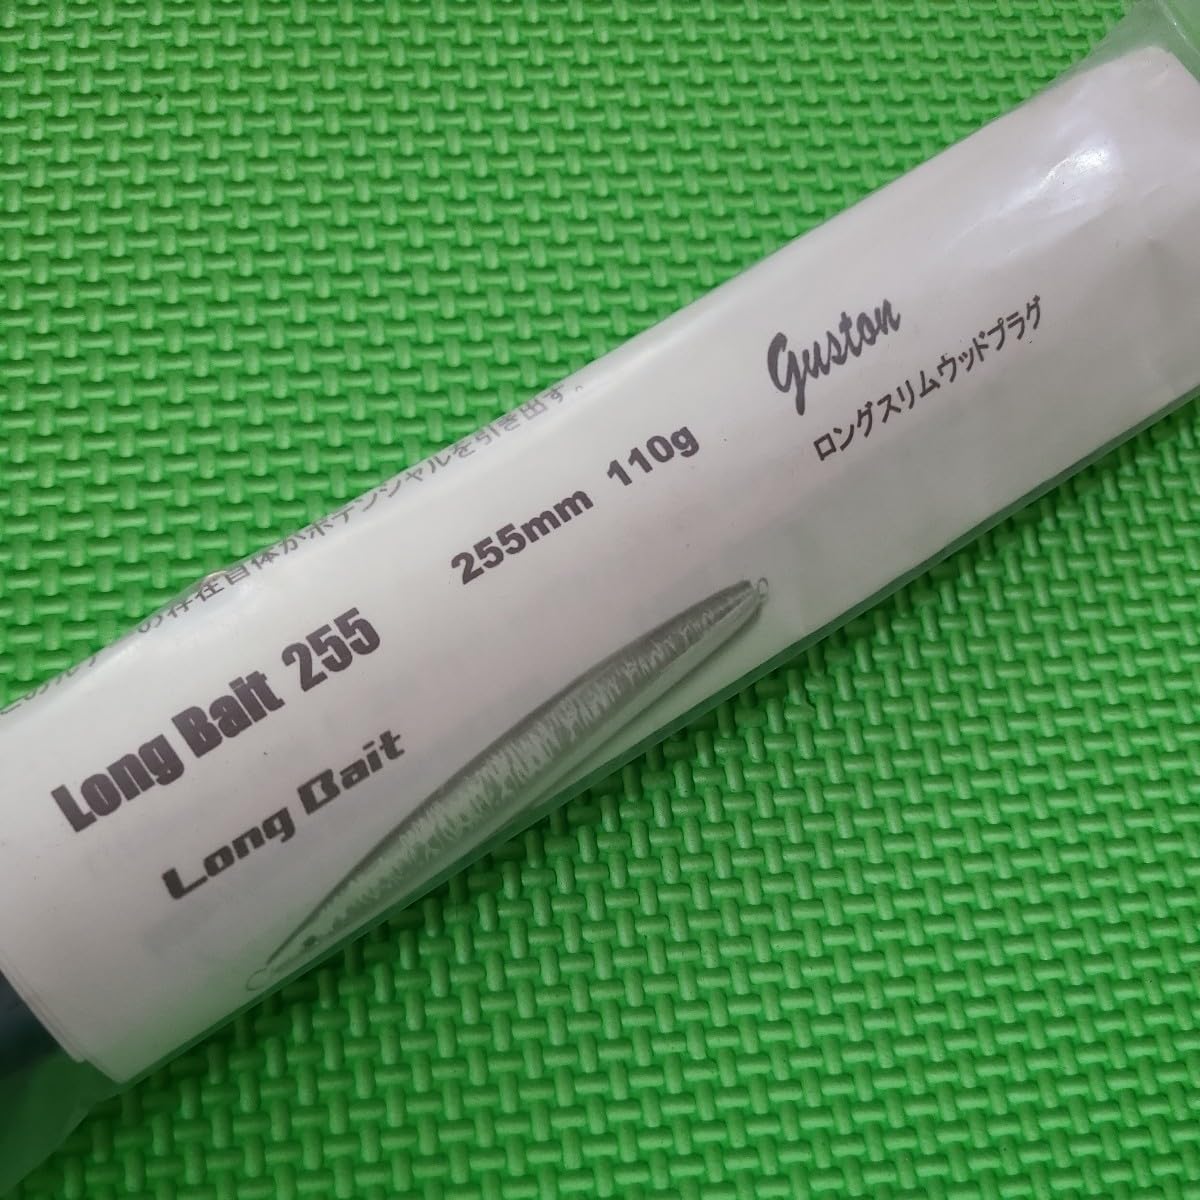 の存在自体がポテンシャルを引き出す。
Long Bait 255
Long Bait
255mm 110g
Guston
ロングスリムウッドプラグ